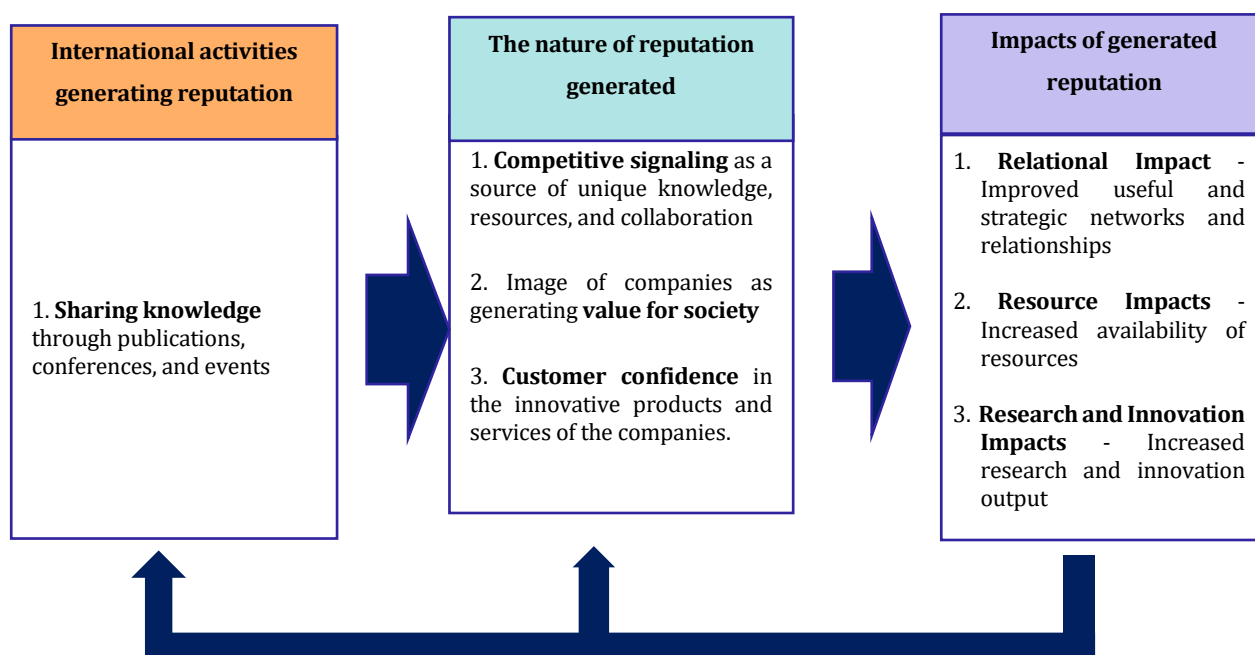 International activities
generating reputation
1. Sharing knowledge
through publications,
conferences, and events
The nature of reputation
generated
1. Competitive signaling as a
source of unique knowledge,
resources, and collaboration
2. Image of companies as
generating value for society
3. Customer confidence in
the innovative products and
services of the companies.
Impacts of generated
reputation
1. Relational Impact -
Improved useful and
strategic networks and
relationships
2. Resource Impacts -
Increased availability of
resources
3. Research and Innovation
Impacts - Increased
research and innovation
output